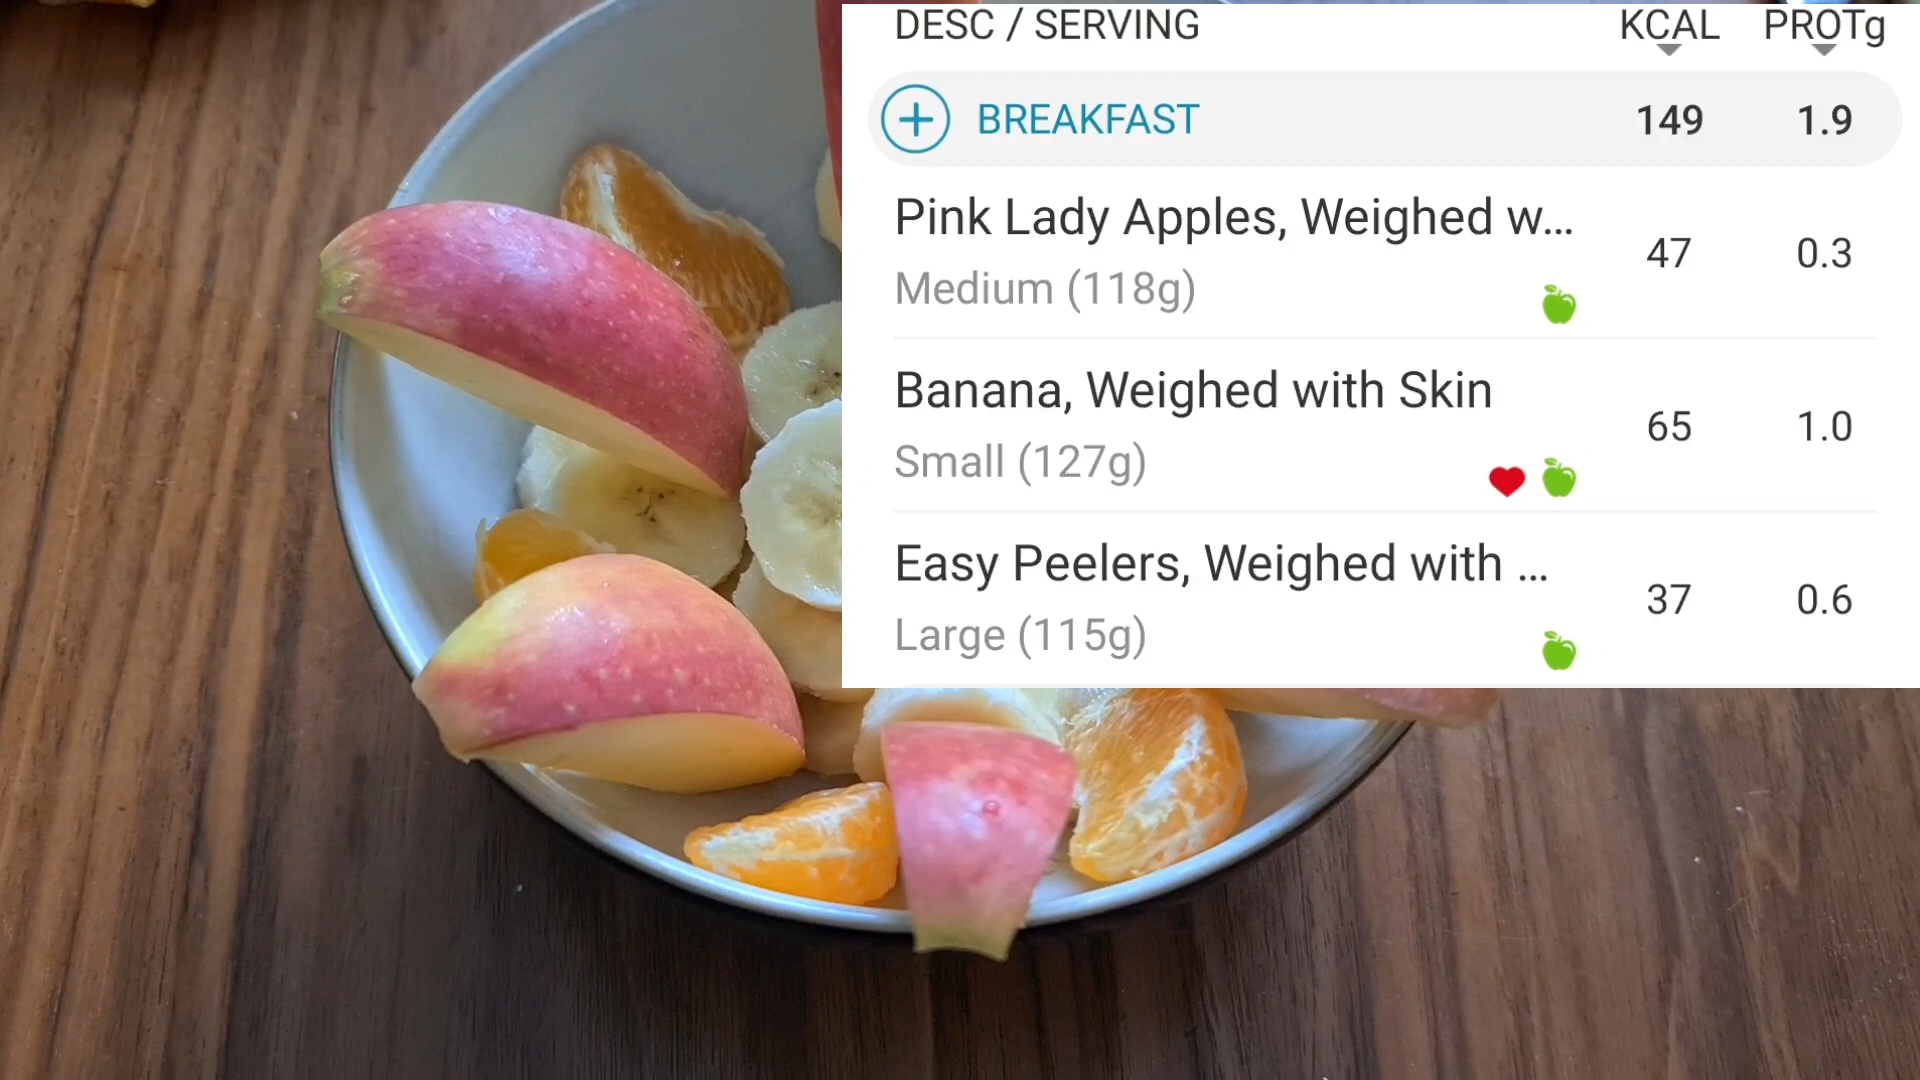 DESC / SERVING KCAL PROTg
BREAKFAST 149 1.9
Pink Lady Apples, Weighed w... 47 0.3
Medium (118g)
Banana, Weighed with Skin 65 1.0
Small (127g)
Easy Peelers, Weighed with ... 37 0.6
Large (115g)